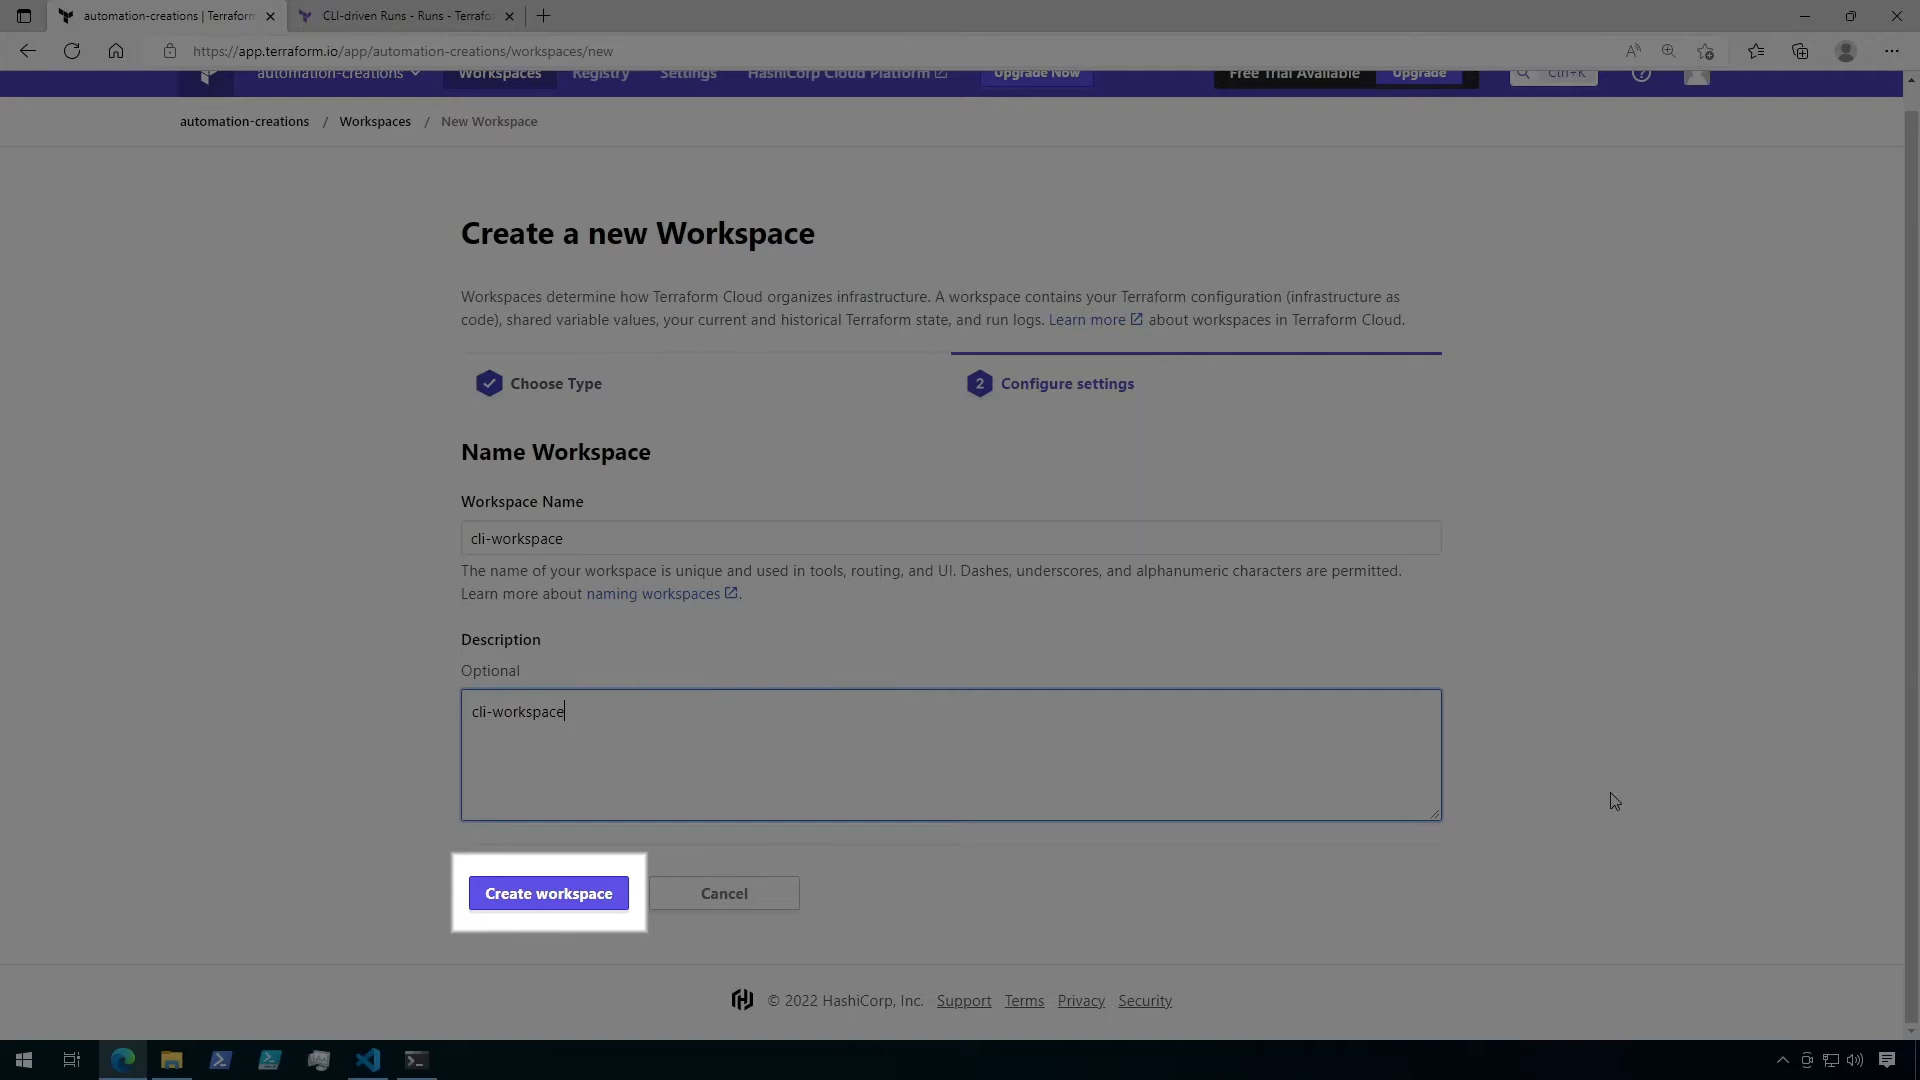 automation-creations | Terraform
CLI-driven Runs - Runs - Terrafo
https://app.terraform.io/app/automation-creations/workspaces/new
automation-creations
Workspaces
Registry
Settings
HashiCorp Cloud Platform
Upgrade Now
Free Trial Available
Upgrade
Ctrl+K
automation-creations / Workspaces / New Workspace
Create a new Workspace
Workspaces determine how Terraform Cloud organizes infrastructure. A workspace contains your Terraform configuration (infrastructure as
code), shared variable values, your current and historical Terraform state, and run logs. Learn more about workspaces in Terraform Cloud.
Choose Type
2 Configure settings
Name Workspace
Workspace Name
cli-workspace
The name of your workspace is unique and used in tools, routing, and UI. Dashes, underscores, and alphanumeric characters are permitted.
Learn more about naming workspaces.
Description
Optional
cli-workspace
Create workspace
Cancel
© 2022 HashiCorp, Inc. Support Terms Privacy Security